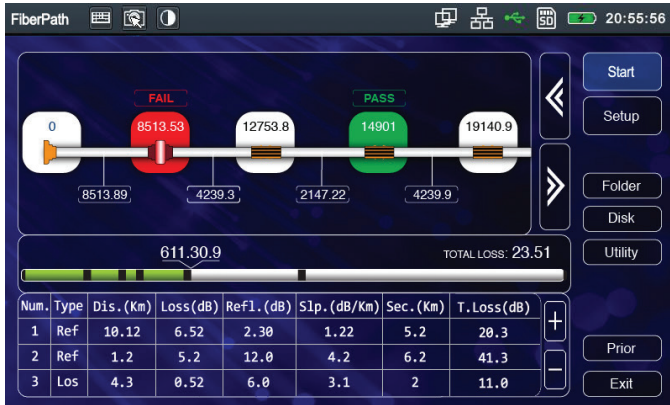 FiberPath SD 20:55:56
FAIL PASS
0 8513.53 12753.8 14901 19140.9
8513.89 4239.3 2147.22 4239.9
611.30.9 TOTAL LOSS: 23.51
Num. Type Dis.(Km) Loss(dB) Refl.(dB) Slp.(dB/Km) Sec.(Km) T.Loss(dB)
1 Ref 10.12 6.52 2.30 1.22 5.2 20.3
2 Ref 1.2 5.2 12.0 4.2 6.2 41.3
3 Los 4.3 0.52 6.0 3.1 2 11.0
+
−
Start
Setup
Folder
Disk
Utility
Prior
Exit